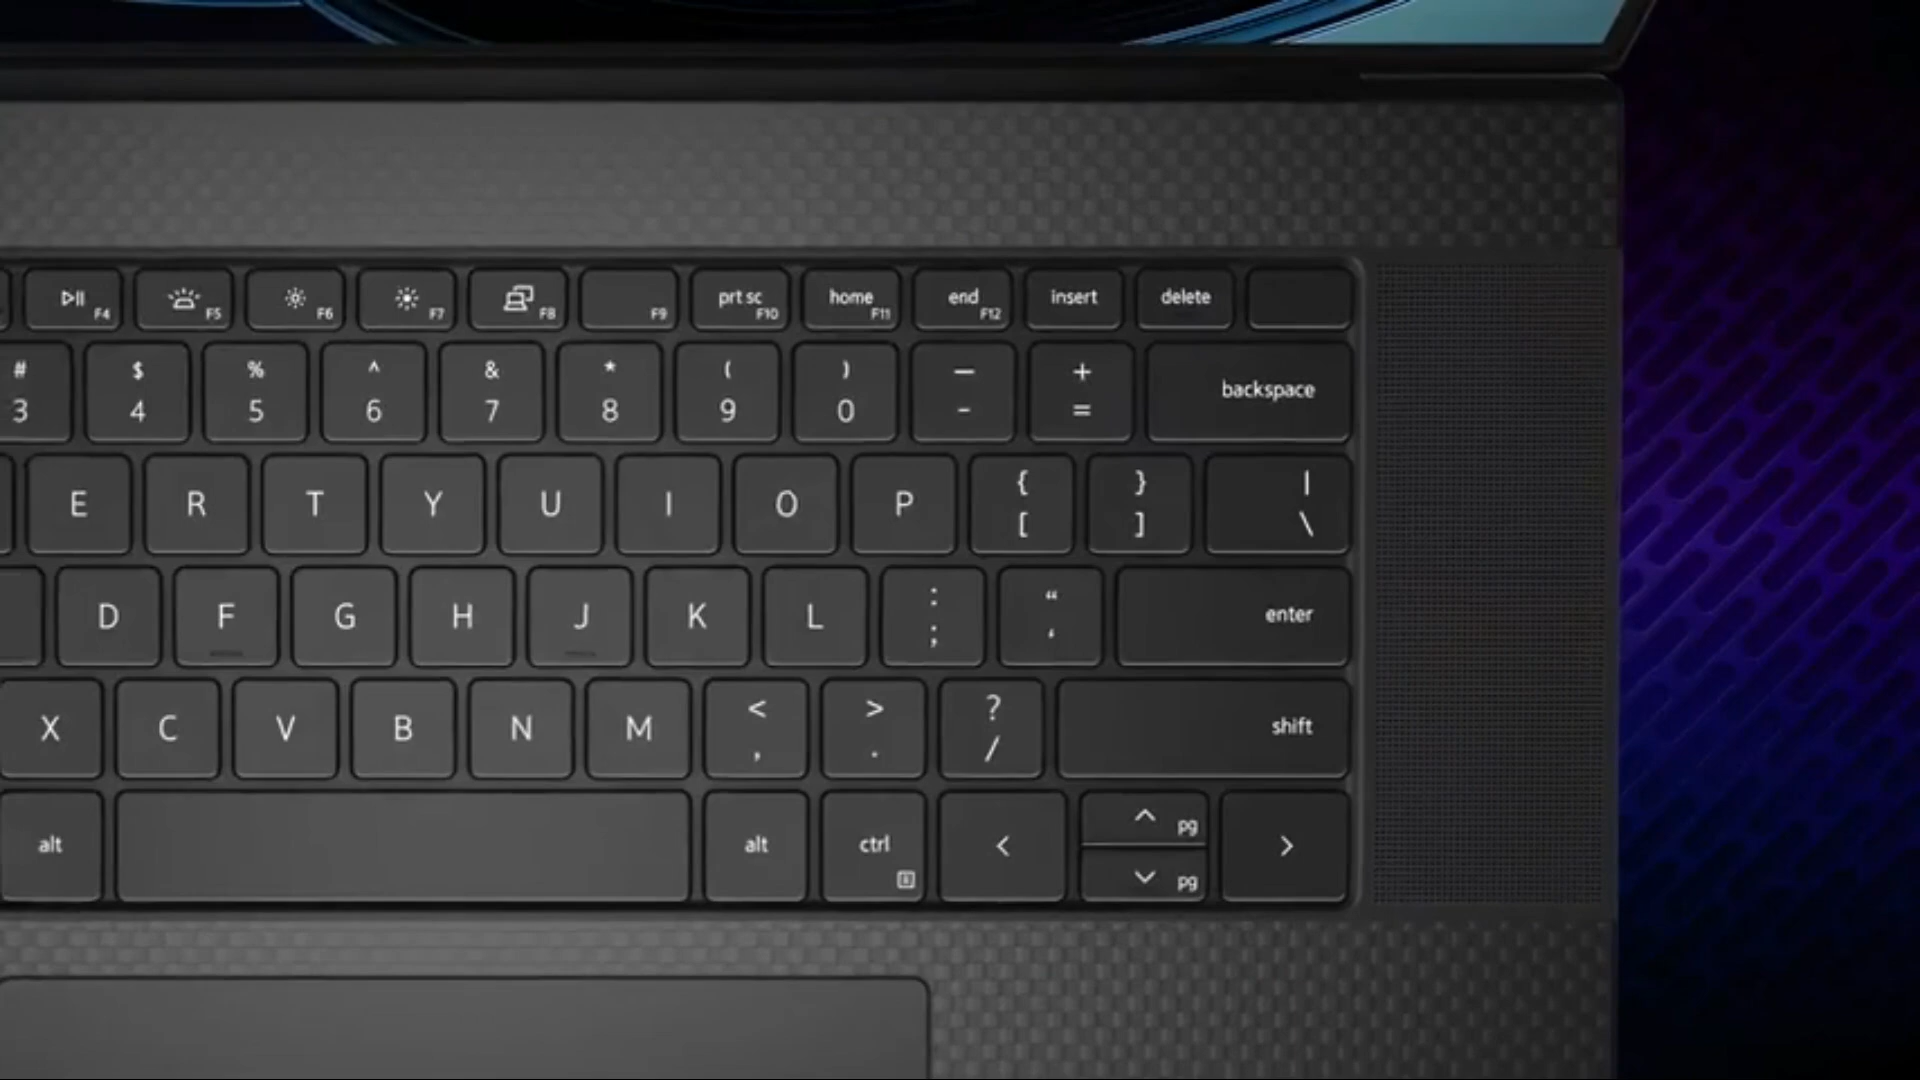 F4 F5 F6 F7 F8 F9 prt sc F10 home F11 end F12 insert delete
# $ % ^ & * ( ) — +
3 4 5 6 7 8 9 0 - = backspace
{ } |
E R T Y U I O P [ ] \
: “
D F G H J K L ; ‘ enter
< > ?
X C V B N M , . / shift
^ pg
alt alt ctrl < >
pg